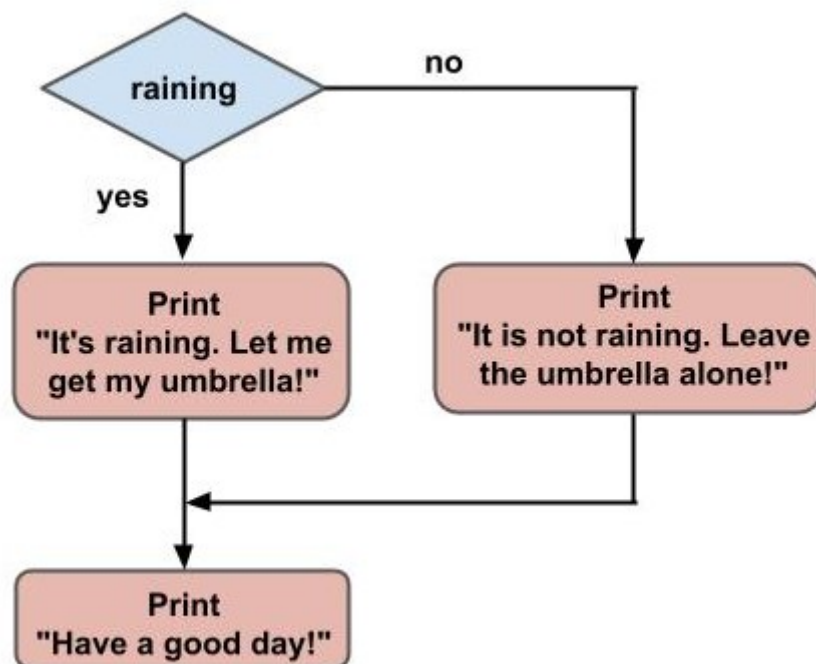 raining
no
yes
Print
"It's raining. Let me
get my umbrella!"
Print
"It is not raining. Leave
the umbrella alone!"
Print
"Have a good day!"